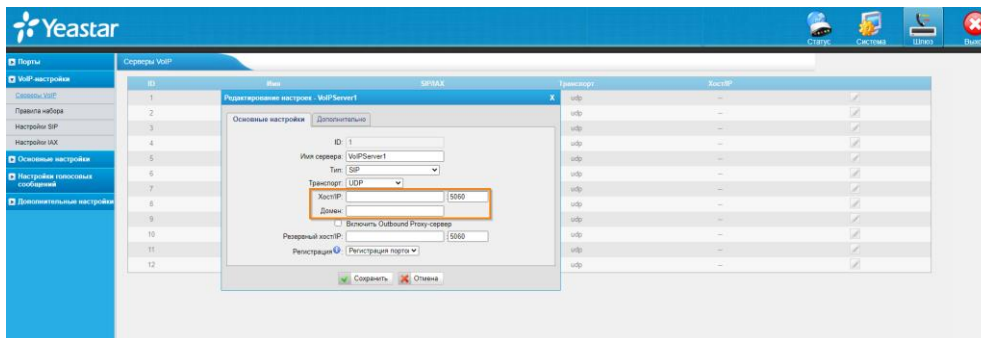 Yeastar
Статус Система Шлюз
Порты
VoIP-настройки
Серверы VoIP
Правила набора
Настройки SIP
Настройки IAX
Основные настройки
Настройки голосовых
сообщений
Дополнительные настройки
Серверы VoIP
ID Имя SIP/IAX Транспорт Хост/IP
1 udp --
2 udp --
3 udp --
4 udp --
5 udp --
6 udp --
7 udp --
8 udp --
9 udp --
10 udp --
11 udp --
12 udp --
Редактирование настроек - VoIPServer1 X
Основные настройки Дополнительно
ID: 1
Имя сервера: VoIPServer1
Тип: SIP
Транспорт: UDP
Хост/IP: : 5060
Домен:
Включить Outbound Proxy-сервер
Резервный хост/IP: : 5060
Регистрация Регистрация портов
Сохранить Отмена